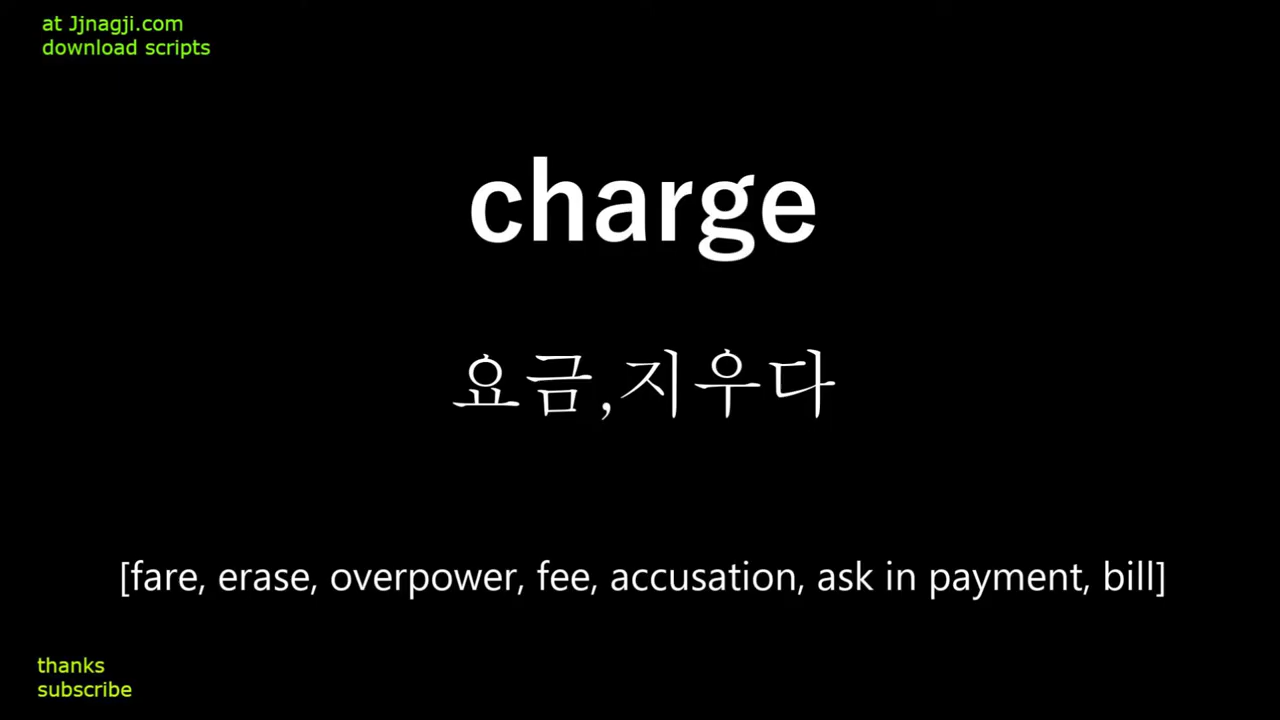 at Jjnagji.com
download scripts
charge
요금,지우다
[fare, erase, overpower, fee, accusation, ask in payment, bill]
thanks
subscribe